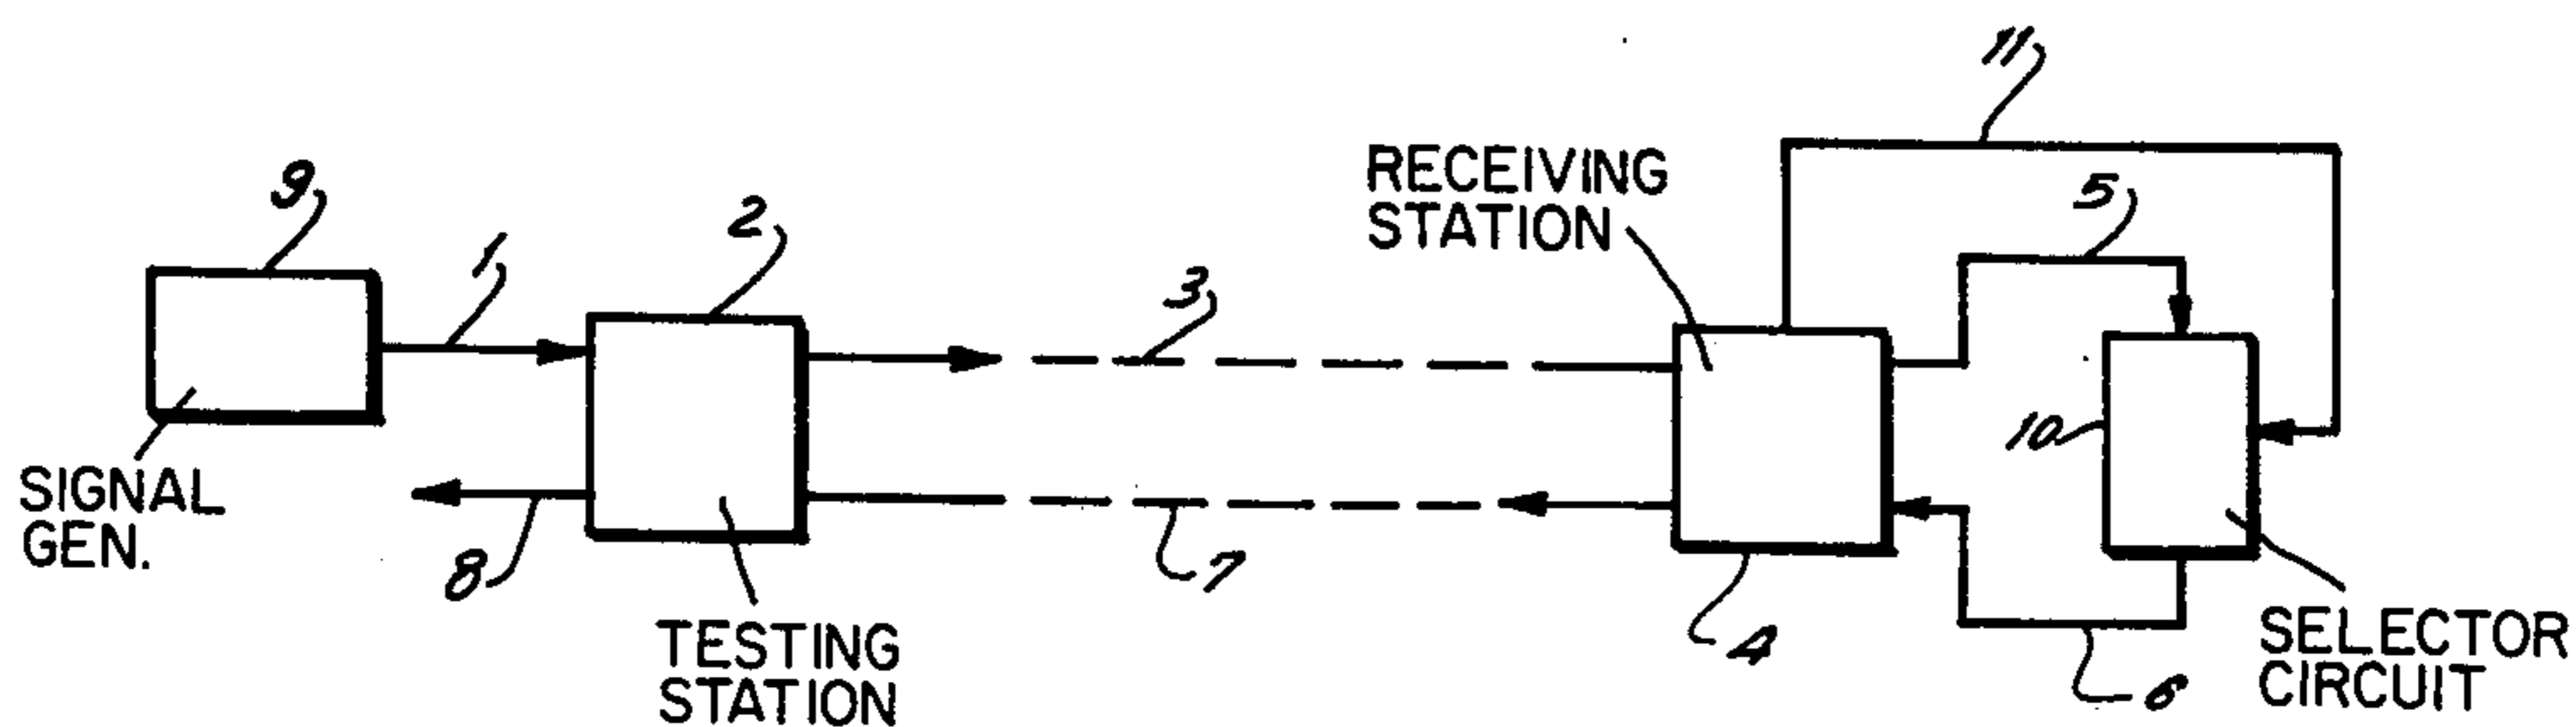 11
9
RECEIVING
STATION
5
2
1
3
10
SIGNAL
GEN.
8
7
TESTING
STATION
4
6
SELECTOR
CIRCUIT